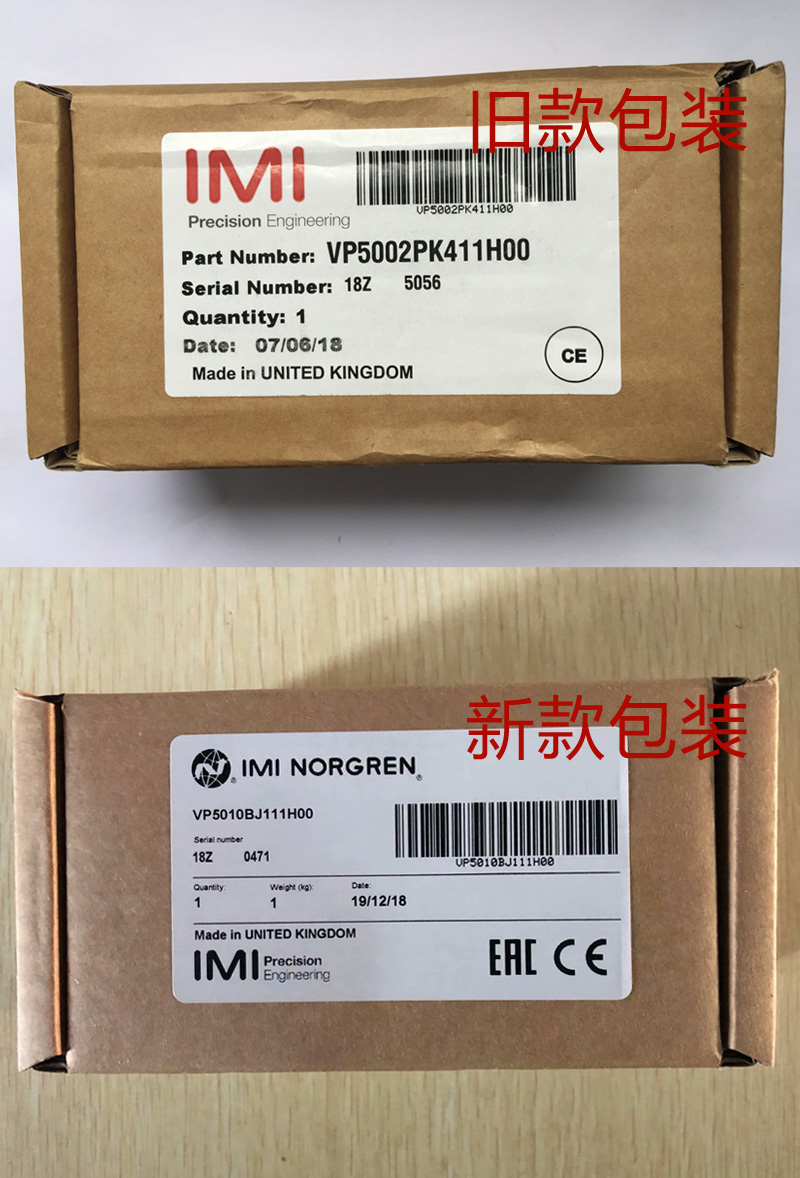 旧款包装
IMI
Precision Engineering
VP5002PK411H00
Part Number: VP5002PK411H00
Serial Number: 18Z 5056
Quantity: 1
Date: 07/06/18
Made in UNITED KINGDOM
CE
新款包装
IMI NORGREN®
VP5010BJ111H00
Serial number
18Z 0471
VP5010BJ111H00
Quantity: Weight (kg): Date:
1 1 19/12/18
Made in UNITED KINGDOM
IMI Precision
Engineering
EAC CE